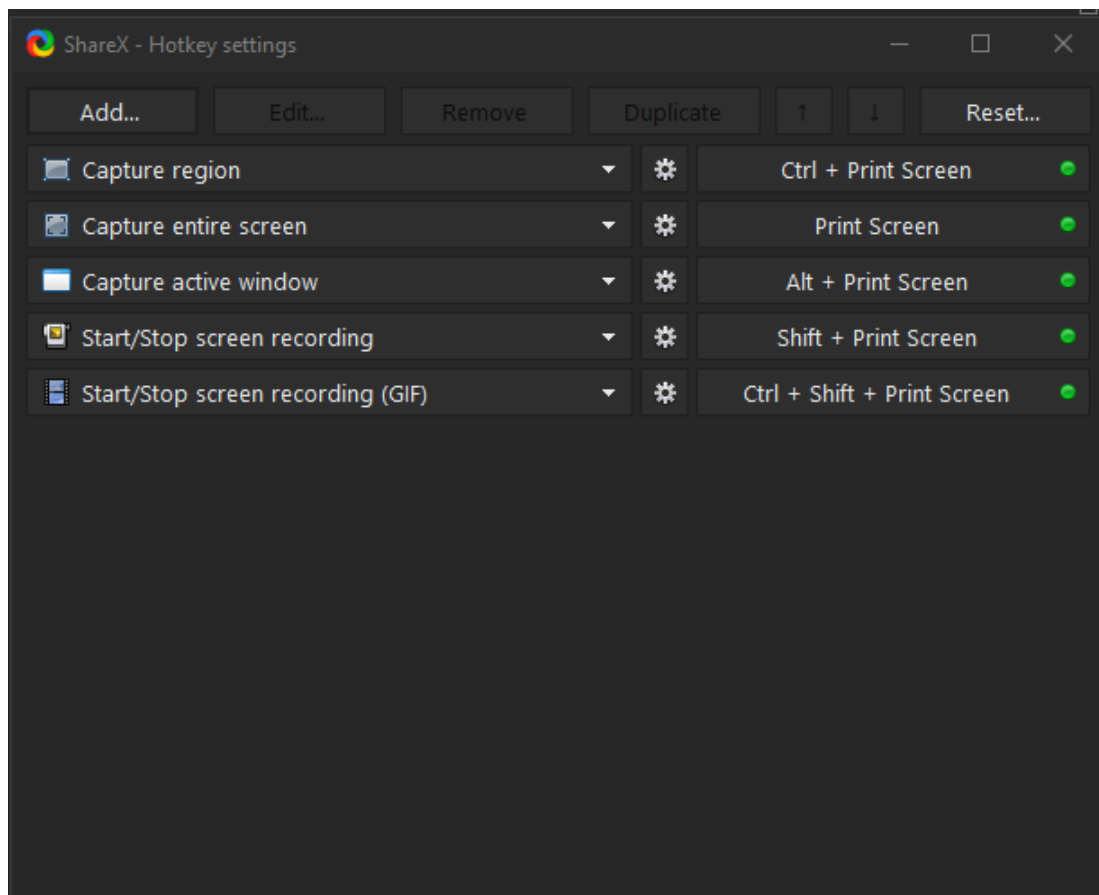 ShareX - Hotkey settings
Add... Edit... Remove Duplicate ↑ ↓ Reset...
Capture region Ctrl + Print Screen
Capture entire screen Print Screen
Capture active window Alt + Print Screen
Start/Stop screen recording Shift + Print Screen
Start/Stop screen recording (GIF) Ctrl + Shift + Print Screen